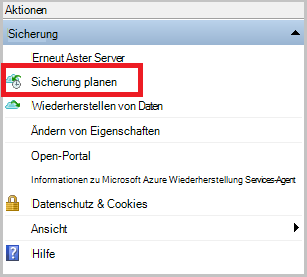 Aktionen
Sicherung
Erneut Aster Server
Sicherung planen
Wiederherstellen von Daten
Ändern von Eigenschaften
Open-Portal
Informationen zu Microsoft Azure Wiederherstellung Services-Agent
Datenschutz & Cookies
Ansicht
Hilfe